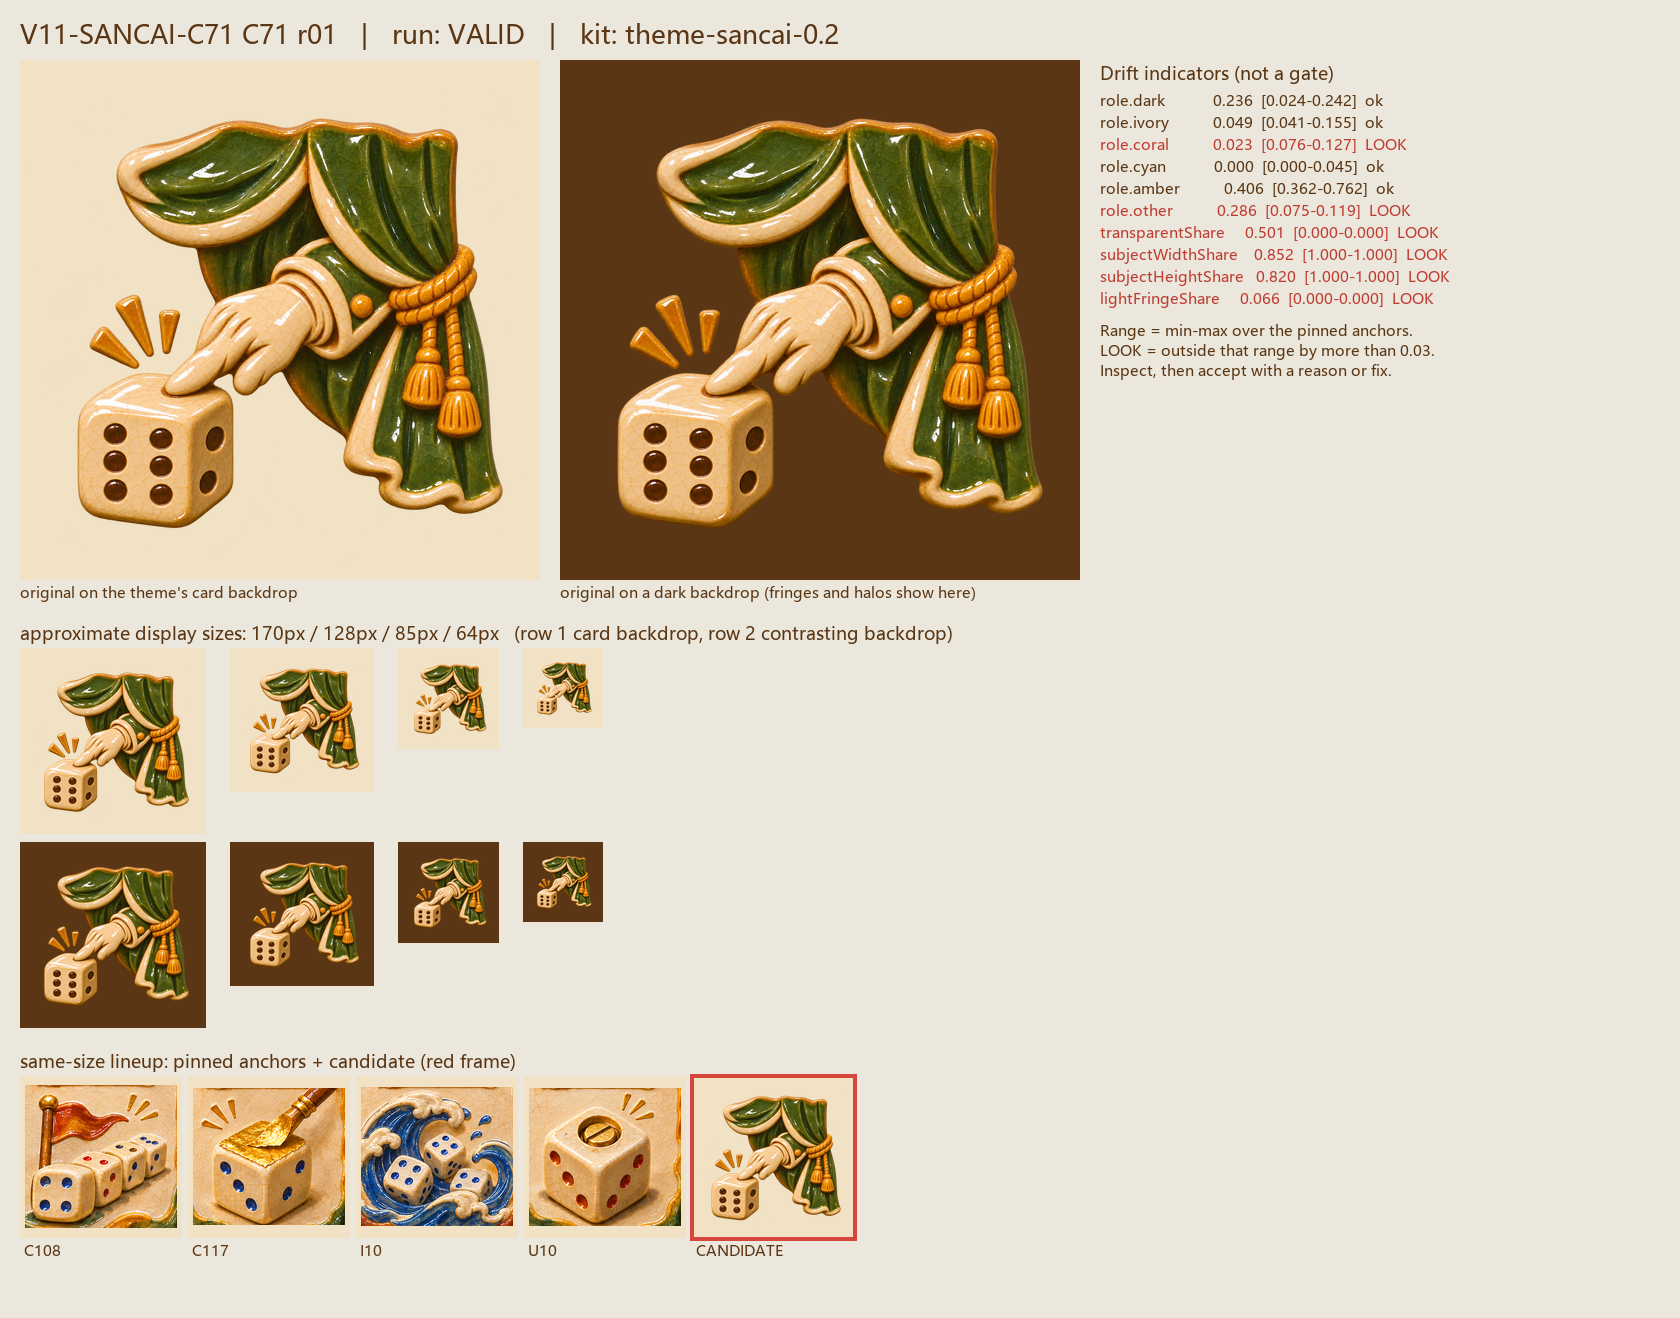 V11-SANCAI-C71 C71 r01 | run: VALID | kit: theme-sancai-0.2
Drift indicators (not a gate)
role.dark 0.236 [0.024-0.242] ok
role.ivory 0.049 [0.041-0.155] ok
role.coral 0.023 [0.076-0.127] LOOK
role.cyan 0.000 [0.000-0.045] ok
role.amber 0.406 [0.362-0.762] ok
role.other 0.286 [0.075-0.119] LOOK
transparentShare 0.501 [0.000-0.000] LOOK
subjectWidthShare 0.852 [1.000-1.000] LOOK
subjectHeightShare 0.820 [1.000-1.000] LOOK
lightFringeShare 0.066 [0.000-0.000] LOOK
Range = min-max over the pinned anchors.
LOOK = outside that range by more than 0.03.
Inspect, then accept with a reason or fix.
original on the theme's card backdrop
original on a dark backdrop (fringes and halos show here)
approximate display sizes: 170px / 128px / 85px / 64px (row 1 card backdrop, row 2 contrasting backdrop)
same-size lineup: pinned anchors + candidate (red frame)
C108
C117
I10
U10
CANDIDATE